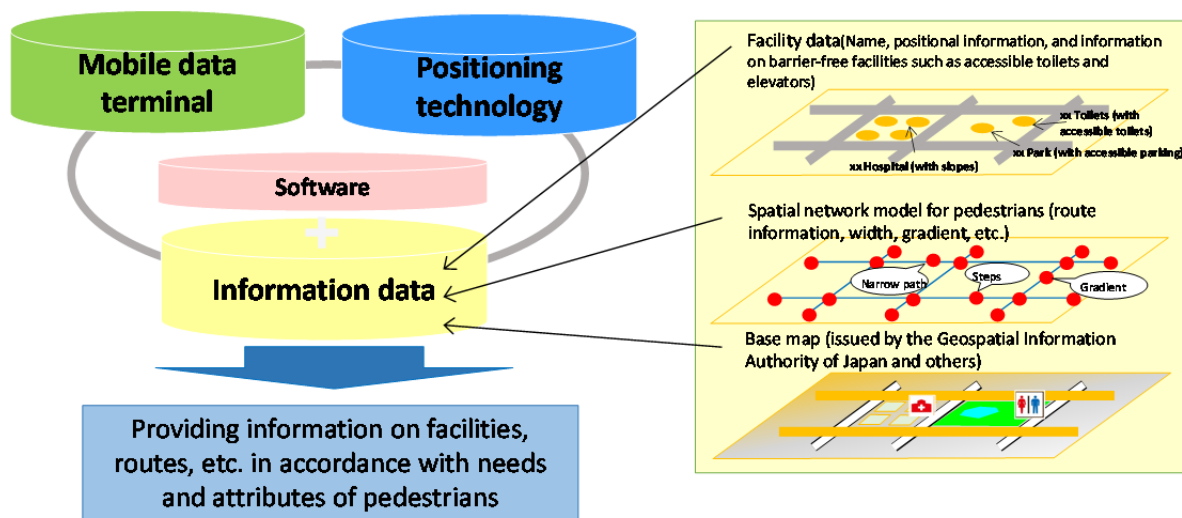 Mobile data
terminal
Positioning
technology
Software
+
Information data
Providing information on facilities,
routes, etc. in accordance with needs
and attributes of pedestrians
Facility data(Name, positional information, and information
on barrier-free facilities such as accessible toilets and
elevators)
xx Toilets (with
accessible toilets)
xx Park (with accessible parking)
xx Hospital (with slopes)
Spatial network model for pedestrians (route
information, width, gradient, etc.)
Narrow path
Steps
Gradient
Base map (issued by the Geospatial Information
Authority of Japan and others)